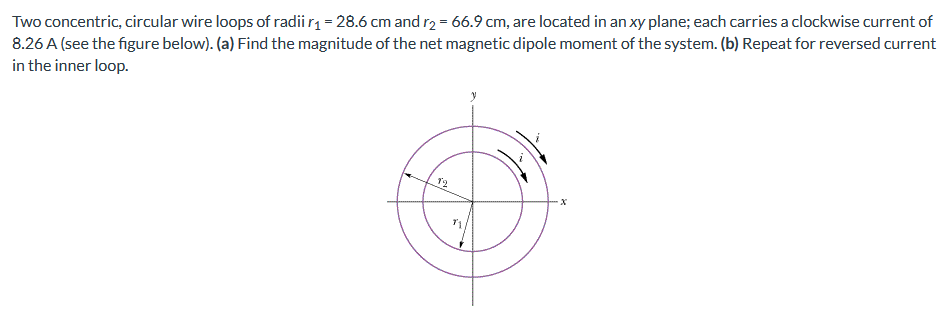 Two concentric, circular wire loops of radii r₁ = 28.6 cm and r₂ = 66.9 cm, are located in an xy plane; each carries a clockwise current of
8.26 A (see the figure below). (a) Find the magnitude of the net magnetic dipole moment of the system. (b) Repeat for reversed current
in the inner loop.
y
i
i
r₂
x
r₁